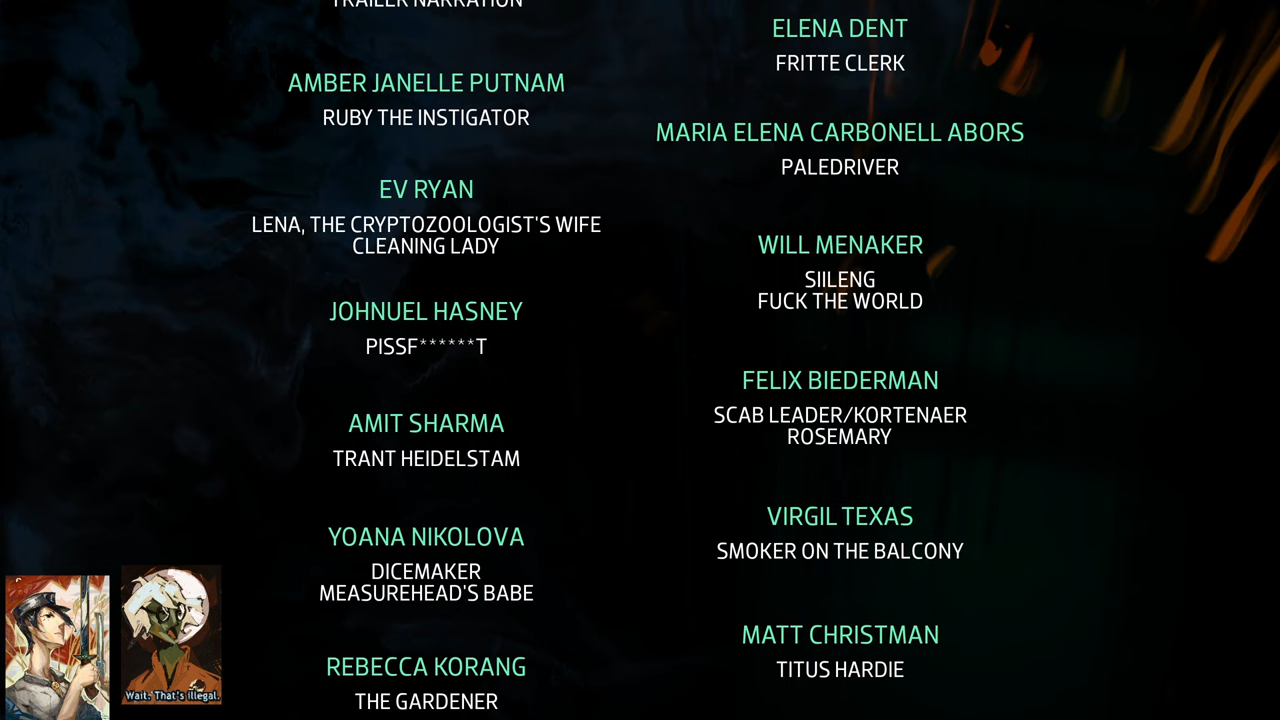 TRAILER NARRATION
AMBER JANELLE PUTNAM
RUBY THE INSTIGATOR
EV RYAN
LENA, THE CRYPTOZOOLOGIST'S WIFE
CLEANING LADY
JOHNUEL HASNEY
PISSF******T
AMIT SHARMA
TRANT HEIDELSTAM
YOANA NIKOLOVA
DICEMAKER
MEASUREHEAD'S BABE
REBECCA KORANG
THE GARDENER
ELENA DENT
FRITTE CLERK
MARIA ELENA CARBONELL ABORS
PALEDRIVER
WILL MENAKER
SIILENG
FUCK THE WORLD
FELIX BIEDERMAN
SCAB LEADER/KORTENAER
ROSEMARY
VIRGIL TEXAS
SMOKER ON THE BALCONY
MATT CHRISTMAN
TITUS HARDIE
Wait. That's illegal.